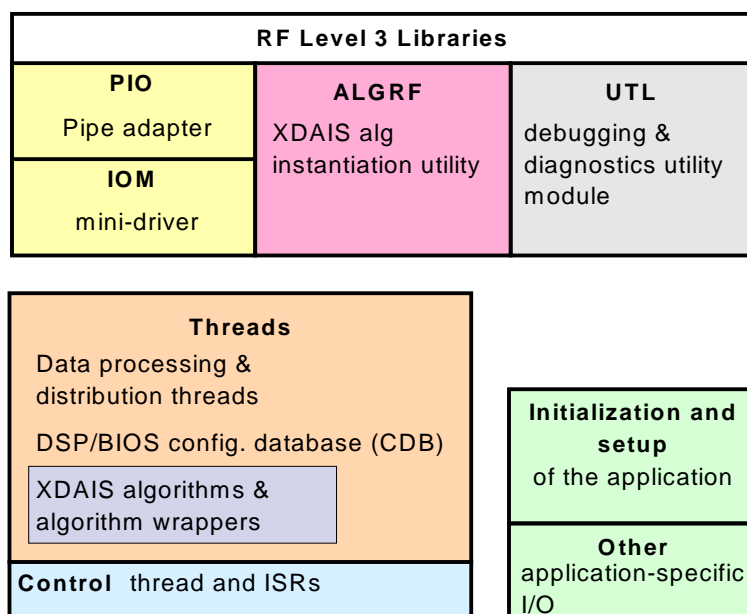 RF Level 3 Libraries
PIO
Pipe adapter
IOM
mini-driver
ALGRF
XDAIS alg
instantiation utility
UTL
debugging &
diagnostics utility
module
Threads
Data processing &
distribution threads
DSP/BIOS config. database (CDB)
XDAIS algorithms &
algorithm wrappers
Control thread and ISRs
Initialization and
setup
of the application
Other
application-specific
I/O